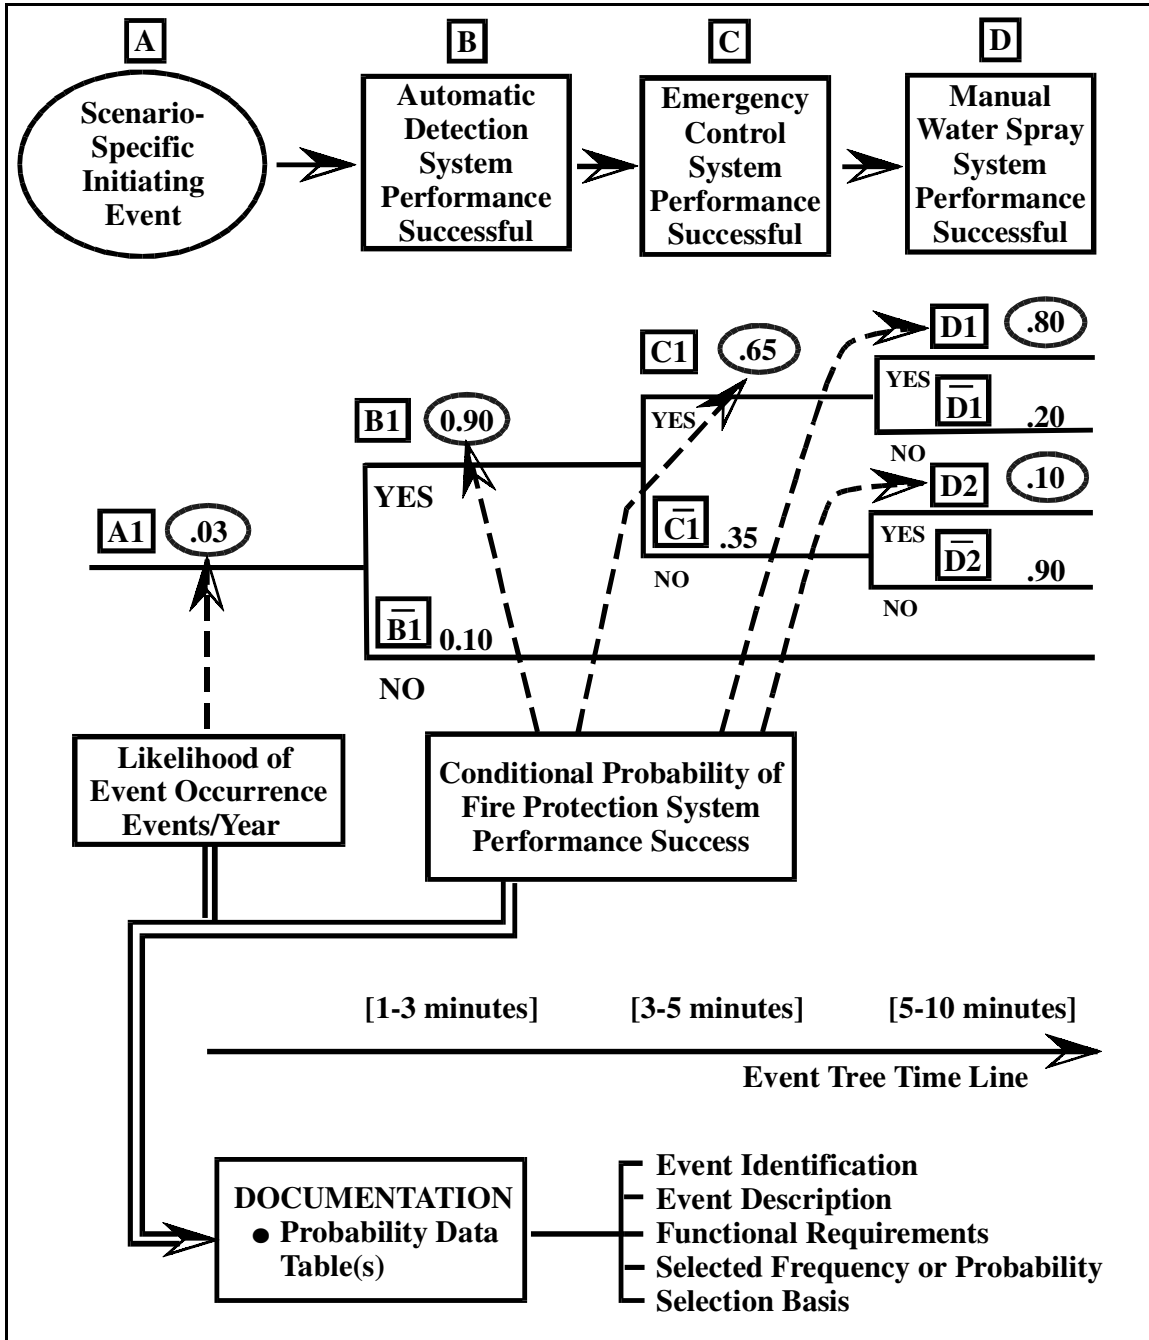 A
B
C
D
Scenario-
Specific
Initiating
Event
Automatic
Detection
System
Performance
Successful
Emergency
Control
System
Performance
Successful
Manual
Water Spray
System
Performance
Successful
D1 .80
C1 .65
YES
D1
.20
B1 0.90
YES
NO
D2 .10
YES
A1 .03
C1 .35
YES
D2
.90
NO
NO
B1 0.10
NO
Likelihood of
Event Occurrence
Events/Year
Conditional Probability of
Fire Protection System
Performance Success
[1-3 minutes] [3-5 minutes] [5-10 minutes]
Event Tree Time Line
DOCUMENTATION
● Probability Data
Table(s)
Event Identification
Event Description
Functional Requirements
Selected Frequency or Probability
Selection Basis